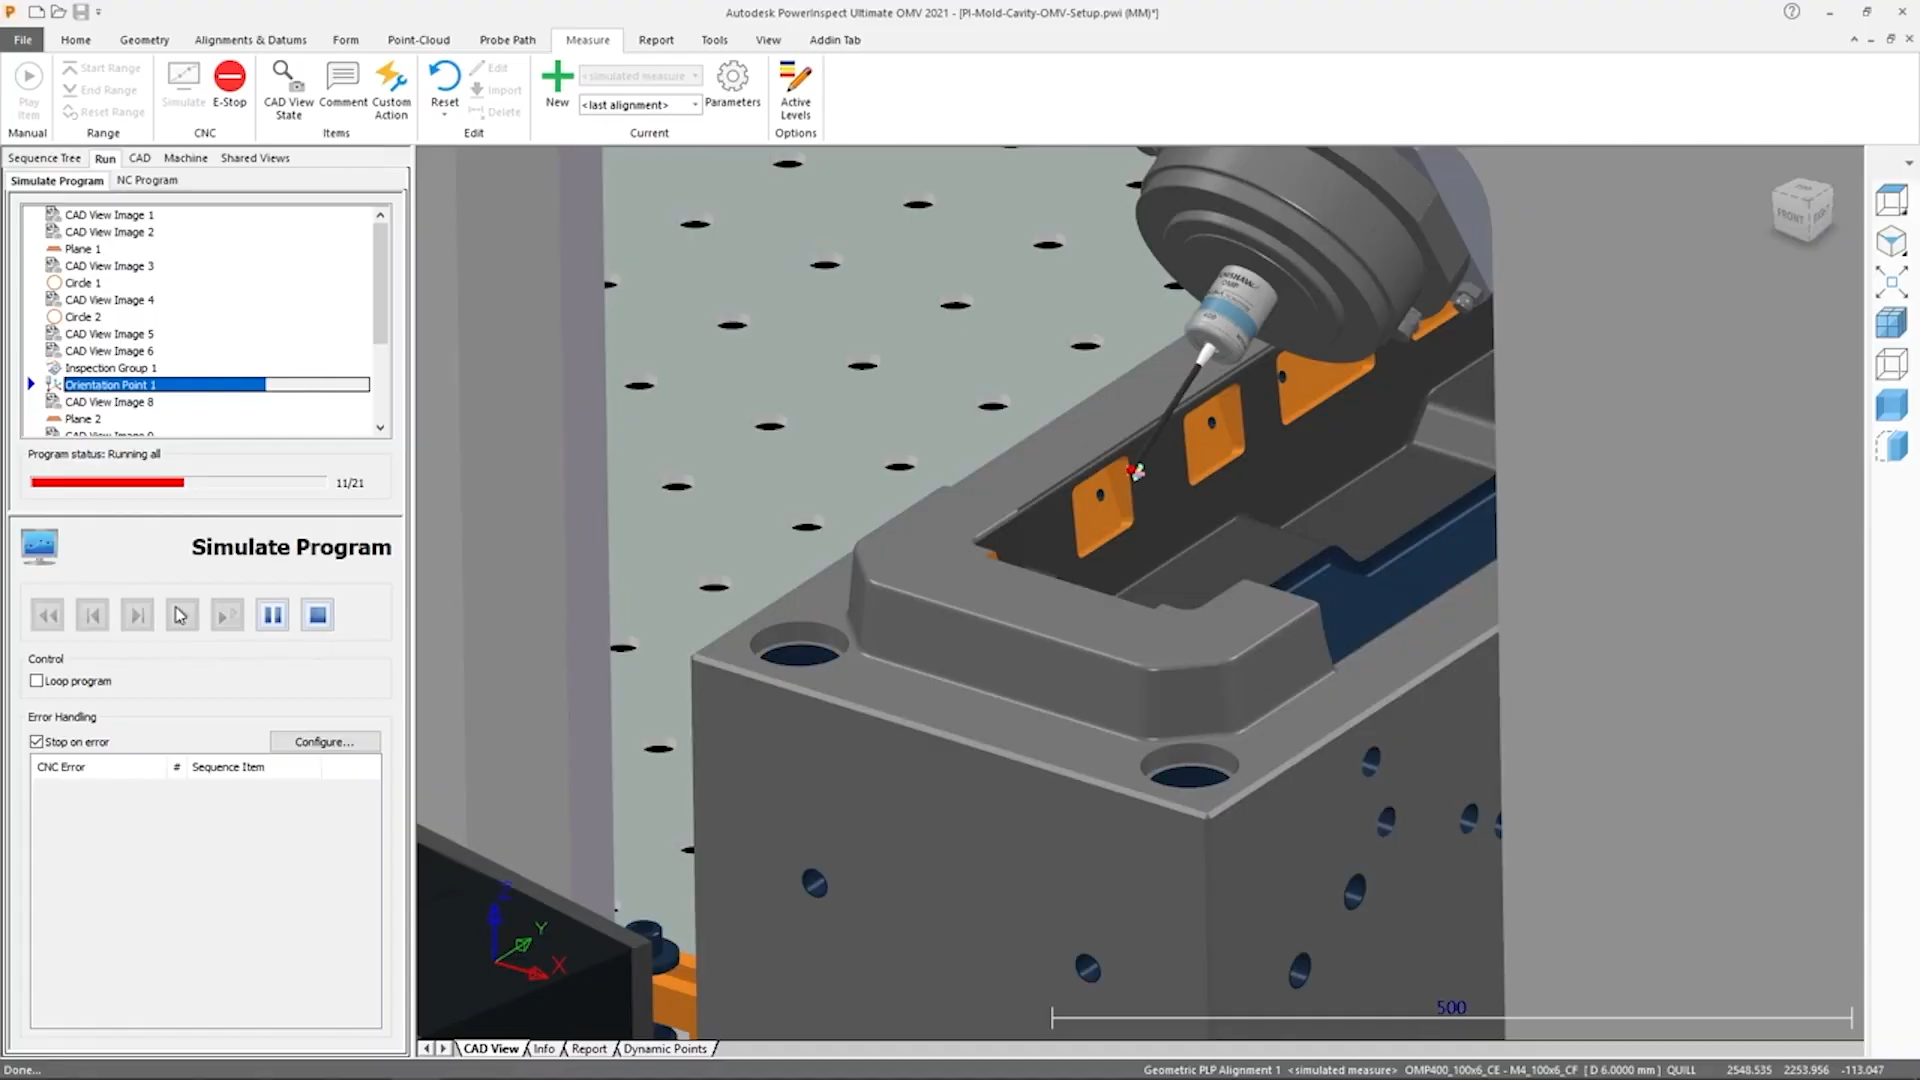 Autodesk PowerInspect Ultimate OMV 2021 - [PI-Mold-Cavity-OMV-Setup.pwi (MM)*]
File Home Geometry Alignments & Datums Form Point-Cloud Probe Path Measure Report Tools View Addin Tab
Play Item
Manual
Start Range
End Range
Reset Range
Range
Simulate
E-Stop
CNC
CAD View State
Comment
Custom Action
Items
Reset
Edit
Import
Delete
Edit
New
<simulated measure
<last alignment>
Parameters
Current
Active Levels
Options
Sequence Tree Run CAD Machine Shared Views
Simulate Program NC Program
CAD View Image 1
CAD View Image 2
Plane 1
CAD View Image 3
Circle 1
CAD View Image 4
Circle 2
CAD View Image 5
CAD View Image 6
Inspection Group 1
Orientation Point 1
CAD View Image 8
Plane 2
Program status: Running all
11/21
Simulate Program
Control
Loop program
Error Handling
Stop on error
Configure...
CNC Error # Sequence Item
FRONT
Z
Y
X
500
CAD View Info Report Dynamic Points
Done...
Geometric PLP Alignment 1 <simulated measure> OMP400_100x6_CE - M4_100x6_CF [ D 6.0000 mm ] QUILL 2548.535 2253.956 -113.047